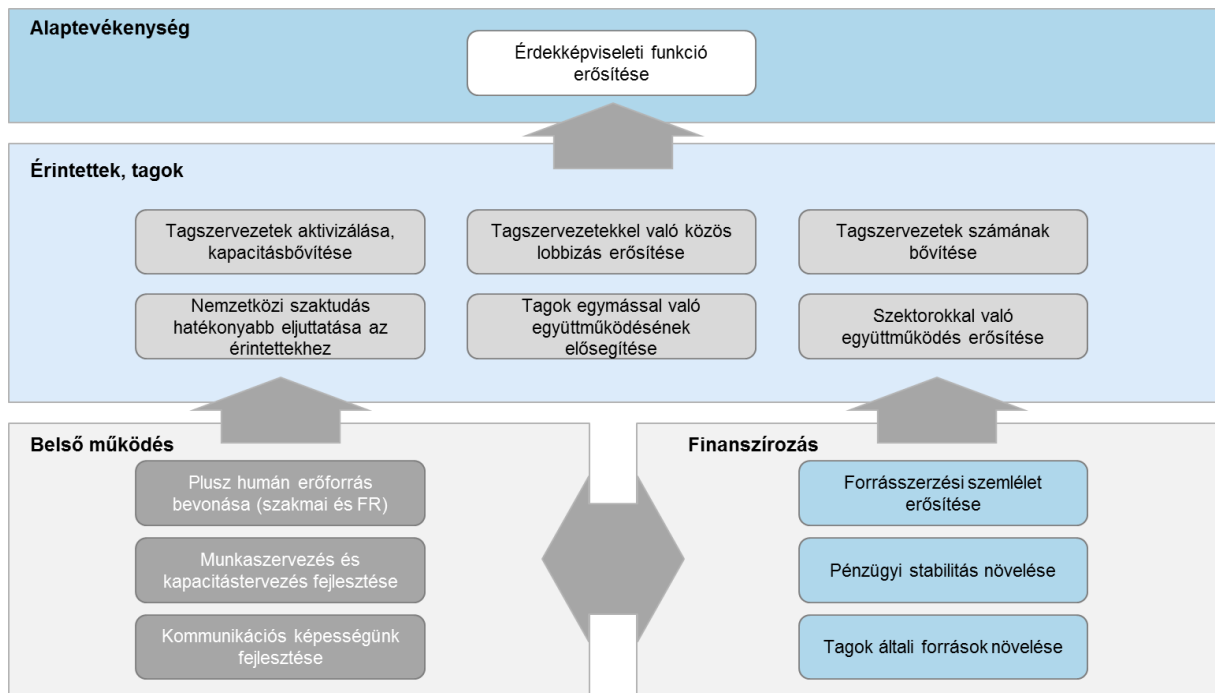 Alaptevékenység
Érdekképviseleti funkció
erősítése
Érintettek, tagok
Tagszervezetek aktivizálása,
kapacitásbővítése
Tagszervezetekkel való közös
lobbizás erősítése
Tagszervezetek számának
bővítése
Nemzetközi szaktudás
hatékonyabb eljuttatása az
érintettekhez
Tagok egymással való
együttműködésének
elősegítése
Szektorokkal való
együttműködés erősítése
Belső működés
Plusz humán erőforrás
bevonása (szakmai és FR)
Munkaszervezés és
kapacitástervezés fejlesztése
Kommunikációs képességünk
fejlesztése
Finanszírozás
Forrásszerzési szemlélet
erősítése
Pénzügyi stabilitás növelése
Tagok általi források növelése